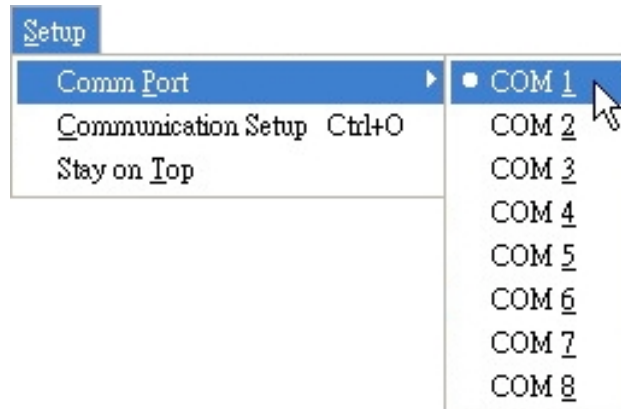 Setup
Comm Port
Communication Setup Ctrl+O
Stay on Top
COM 1
COM 2
COM 3
COM 4
COM 5
COM 6
COM 7
COM 8